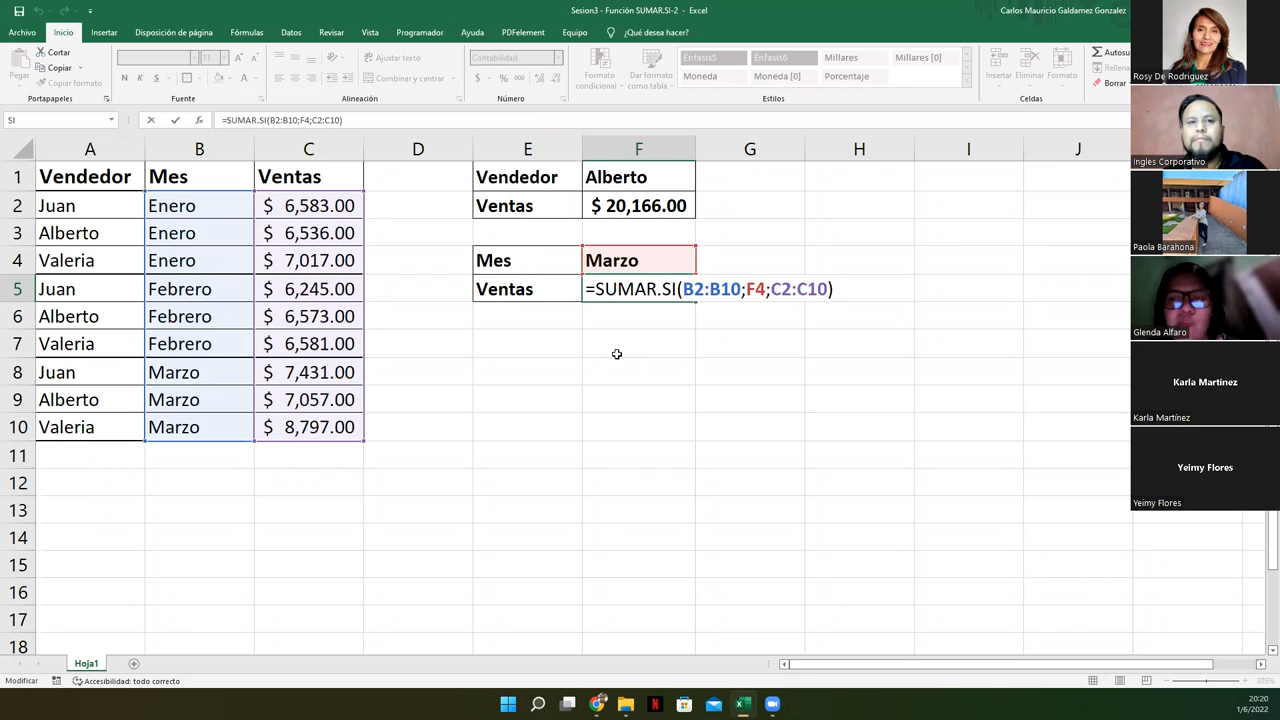 Sesion3 - Función SUMAR.SI-2 - Excel
Carlos Mauricio Galdamez Gonzalez
Archivo Inicio Insertar Disposición de página Fórmulas Datos Revisar Vista Programador Ayuda PDFelement Equipo ¿Qué desea hacer?
Pegar
Cortar
Copiar
Copiar formato
Portapapeles
11
N K S
Fuente
Ajustar texto
Combinar y centrar
Alineación
Contabilidad
$ % 000
Número
Formato condicional
Dar formato como tabla
Énfasis5 Énfasis6 Millares Millares [0]
Moneda Moneda [0] Porcentaje
Estilos
Insertar Eliminar Formato
Celdas
Autosu
Rellena
Borrar
SI
fx
=SUMAR.SI(B2:B10;F4;C2:C10)
A B C D E F G H I J
1 Vendedor Mes Ventas Vendedor Alberto
2 Juan Enero $ 6,583.00 Ventas $ 20,166.00
3 Alberto Enero $ 6,536.00
4 Valeria Enero $ 7,017.00 Mes Marzo
5 Juan Febrero $ 6,245.00 Ventas =SUMAR.SI(B2:B10;F4;C2:C10)
6 Alberto Febrero $ 6,573.00
7 Valeria Febrero $ 6,581.00
8 Juan Marzo $ 7,431.00
9 Alberto Marzo $ 7,057.00
10 Valeria Marzo $ 8,797.00
11
12
13
14
15
16
17
18
Hoja1
Modificar
Accesibilidad: todo correcto
205%
20:20
1/6/2022
Rosy De Rodriguez
Ingles Corporativo
Paola Barahona
Glenda Alfaro
Karla Martínez
Karla Martínez
Yeimy Flores
Yeimy Flores